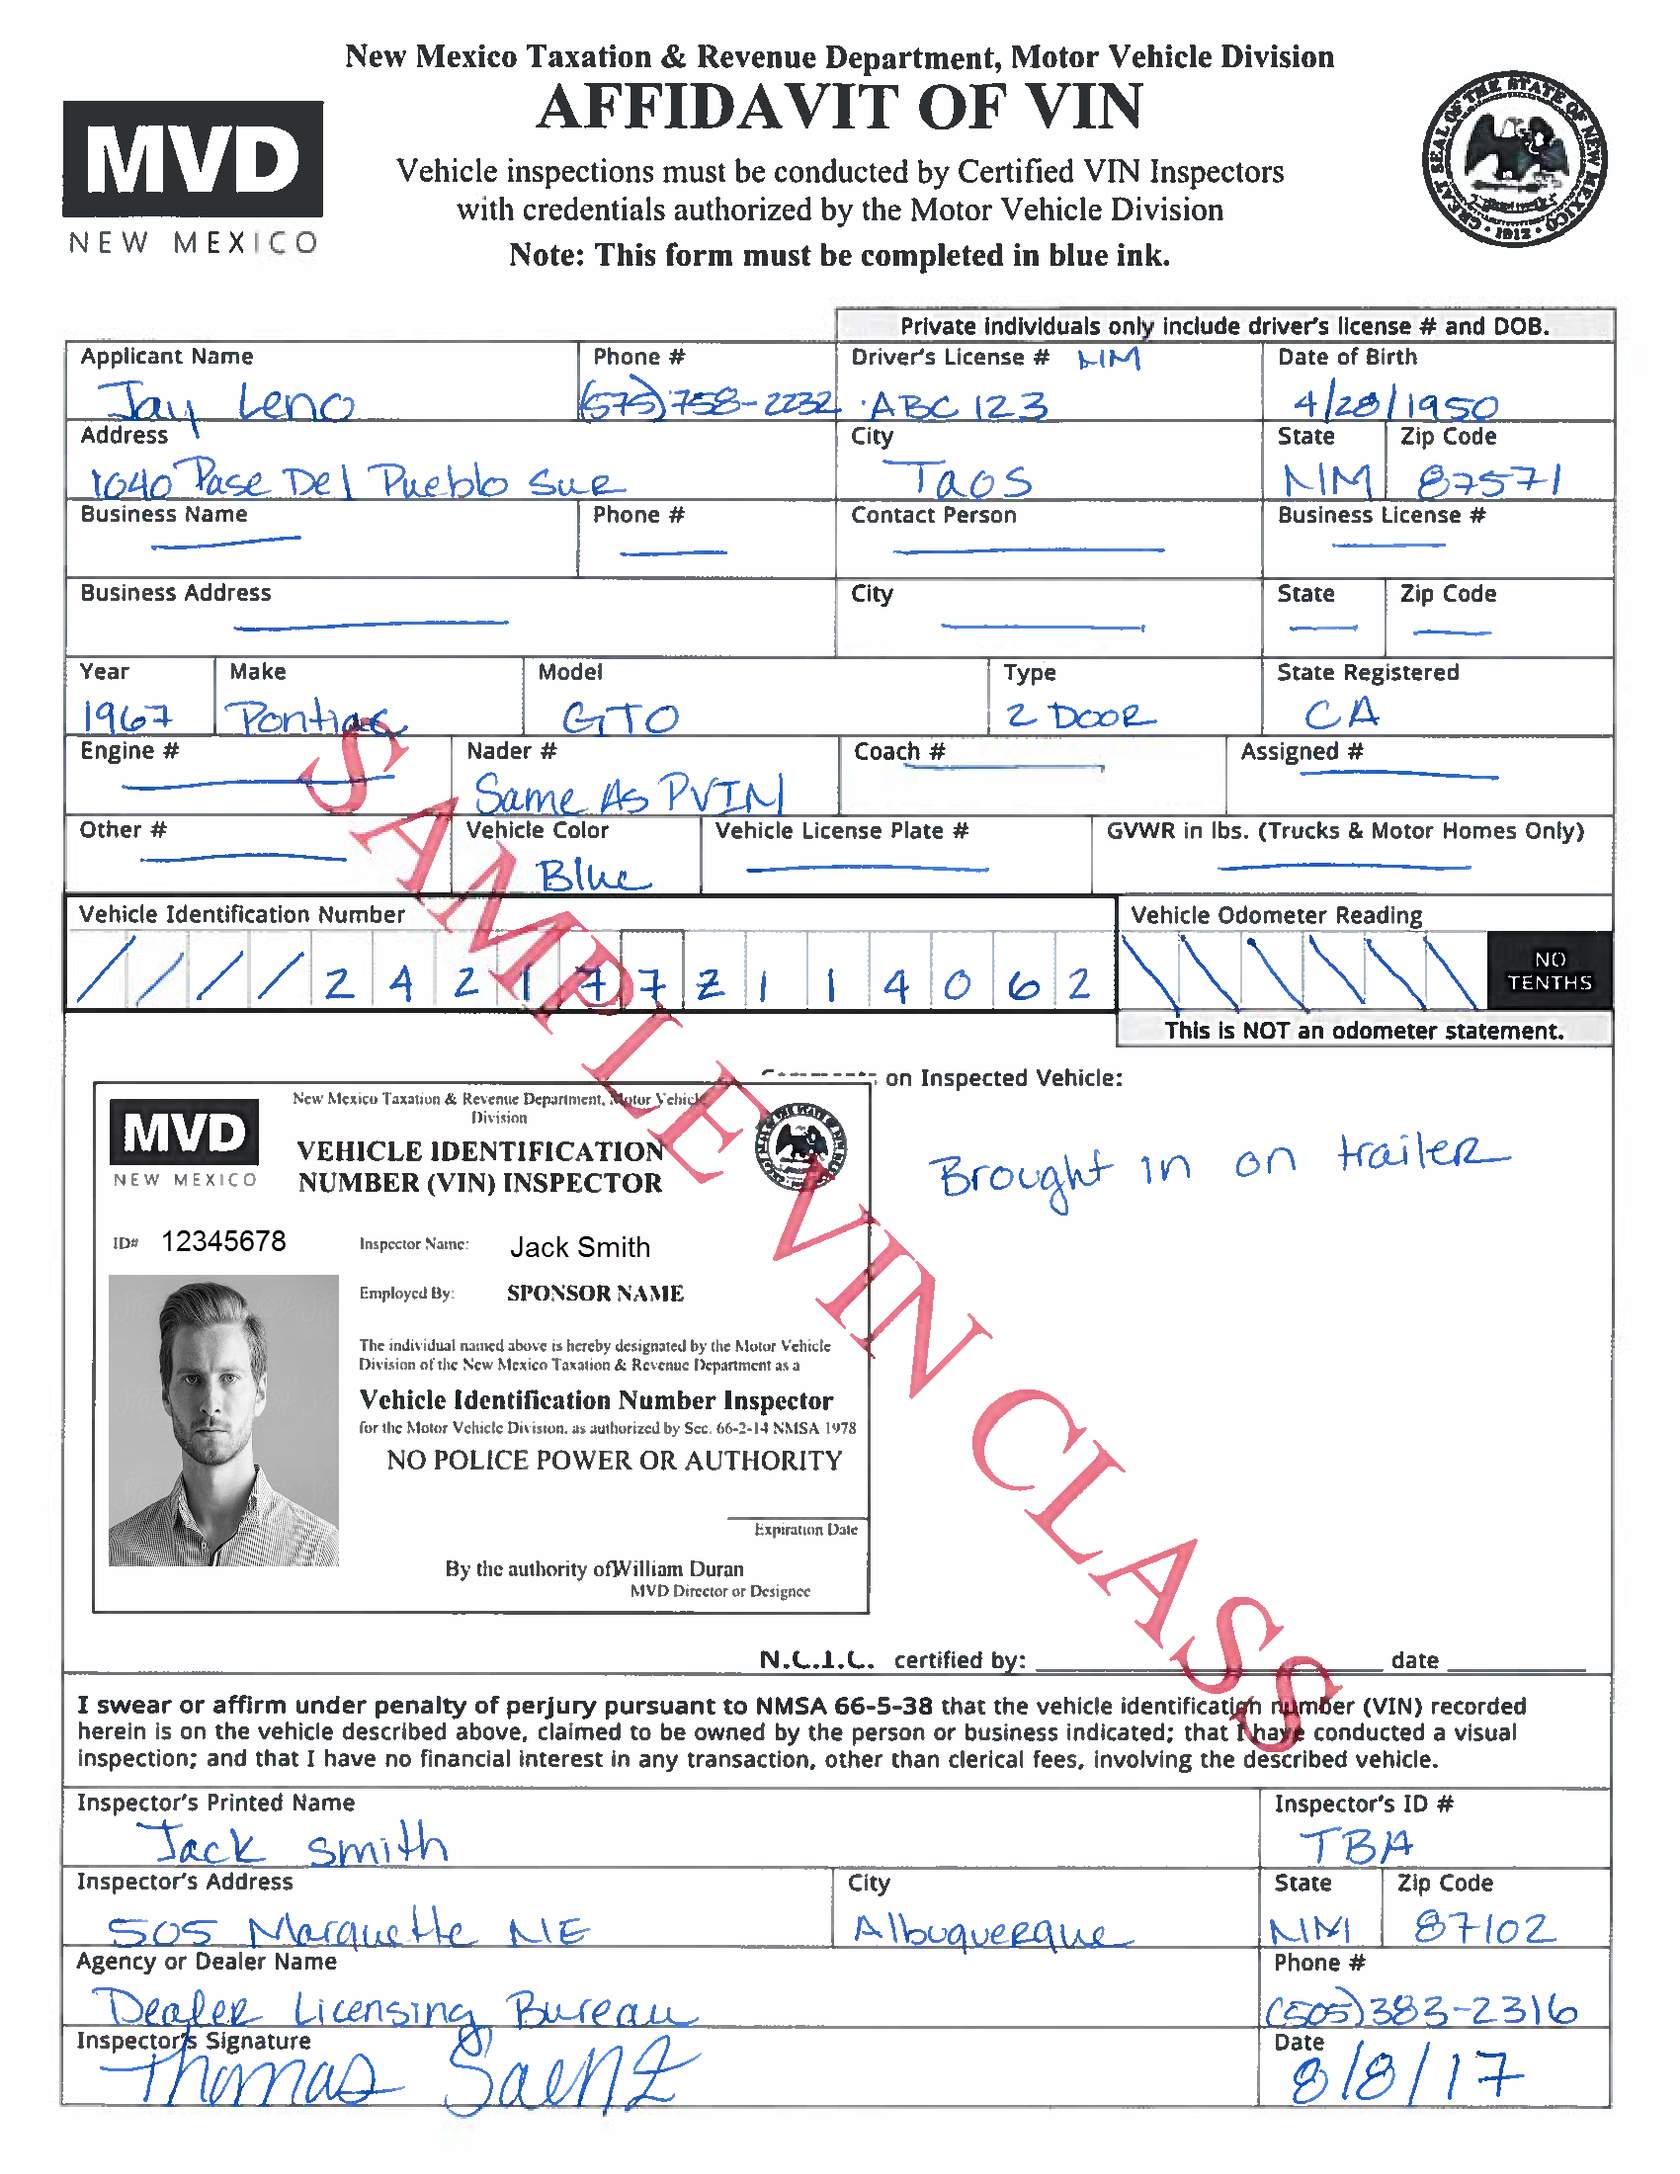 New Mexico Taxation & Revenue Department, Motor Vehicle Division
AFFIDAVIT OF VIN
MVD
NEW MEXICO
Vehicle inspections must be conducted by Certified VIN Inspectors
with credentials authorized by the Motor Vehicle Division
Note: This form must be completed in blue ink.
GREAT SEAL OF THE STATE OF NEW MEXICO
1912
Private individuals only include driver's license # and DOB.
Applicant Name Phone # Driver's License # NM Date of Birth
Jay Leno (575) 758-2232 ABC 123 4/28/1950
Address City State Zip Code
1040 Pase Del Pueblo Sur Taos NM 87571
Business Name Phone # Contact Person Business License #
Business Address City State Zip Code
Year Make Model Type State Registered
1967 Pontiac GTO 2 DOOR CA
Engine # Nader # Coach # Assigned #
Same As PVIN
Other # Vehicle Color Vehicle License Plate # GVWR in lbs. (Trucks & Motor Homes Only)
Blue
Vehicle Identification Number Vehicle Odometer Reading
/ / / / 2 4 2 1 7 7 Z 1 1 4 0 6 2 \ \ \ \ \ \ NO TENTHS
This is NOT an odometer statement.
on Inspected Vehicle:
Brought in on trailer
New Mexico Taxation & Revenue Department, Motor Vehicle
Division
MVD
NEW MEXICO
VEHICLE IDENTIFICATION
NUMBER (VIN) INSPECTOR
ID# 12345678 Inspector Name: Jack Smith
Employed By: SPONSOR NAME
The individual named above is hereby designated by the Motor Vehicle
Division of the New Mexico Taxation & Revenue Department as a
Vehicle Identification Number Inspector
for the Motor Vehicle Division, as authorized by Sec. 66-2-14 NMSA 1978
NO POLICE POWER OR AUTHORITY
Expiration Date
By the authority of William Duran
MVD Director or Designee
SAMPLE VIN CLASS
N.C.I.C. certified by: date
I swear or affirm under penalty of perjury pursuant to NMSA 66-5-38 that the vehicle identification number (VIN) recorded
herein is on the vehicle described above, claimed to be owned by the person or business indicated; that I have conducted a visual
inspection; and that I have no financial interest in any transaction, other than clerical fees, involving the described vehicle.
Inspector's Printed Name Inspector's ID #
Jack Smith TBA
Inspector's Address City State Zip Code
505 Marquette NE Albuquerque NM 87102
Agency or Dealer Name Phone #
Dealer Licensing Bureau (505) 383-2316
Inspector's Signature Date
Thomas Saenz 8/8/17